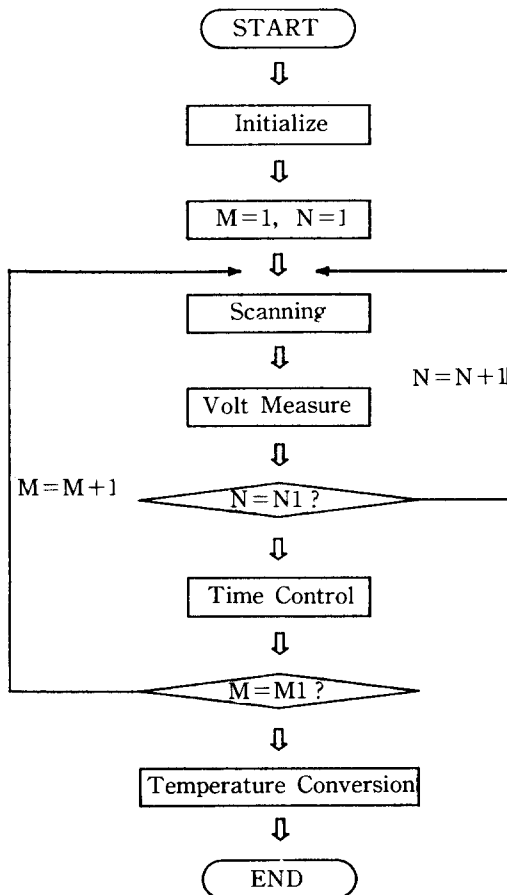 START
Initialize
M=1, N=1
Scanning
N=N+1
Volt Measure
M=M+1
N=N1?
Time Control
M=M1?
Temperature Conversion
END